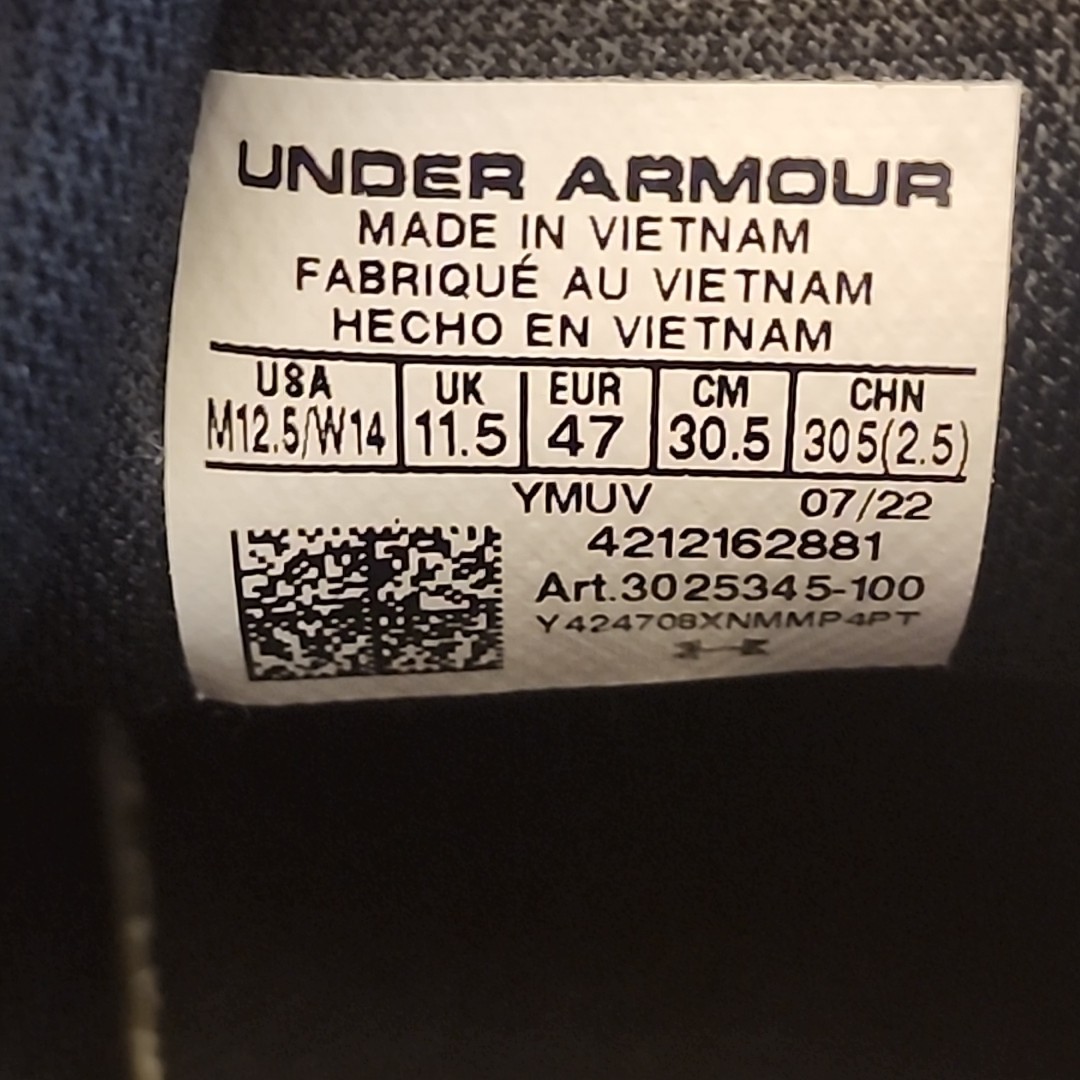 UNDER ARMOUR
MADE IN VIETNAM
FABRIQUÉ AU VIETNAM
HECHO EN VIETNAM
USA UK EUR CM CHN
M12.5/W14 11.5 47 30.5 305(2.5)
YMUV 07/22
4212162881
Art.3025345-100
Y424708XNMMP4PT